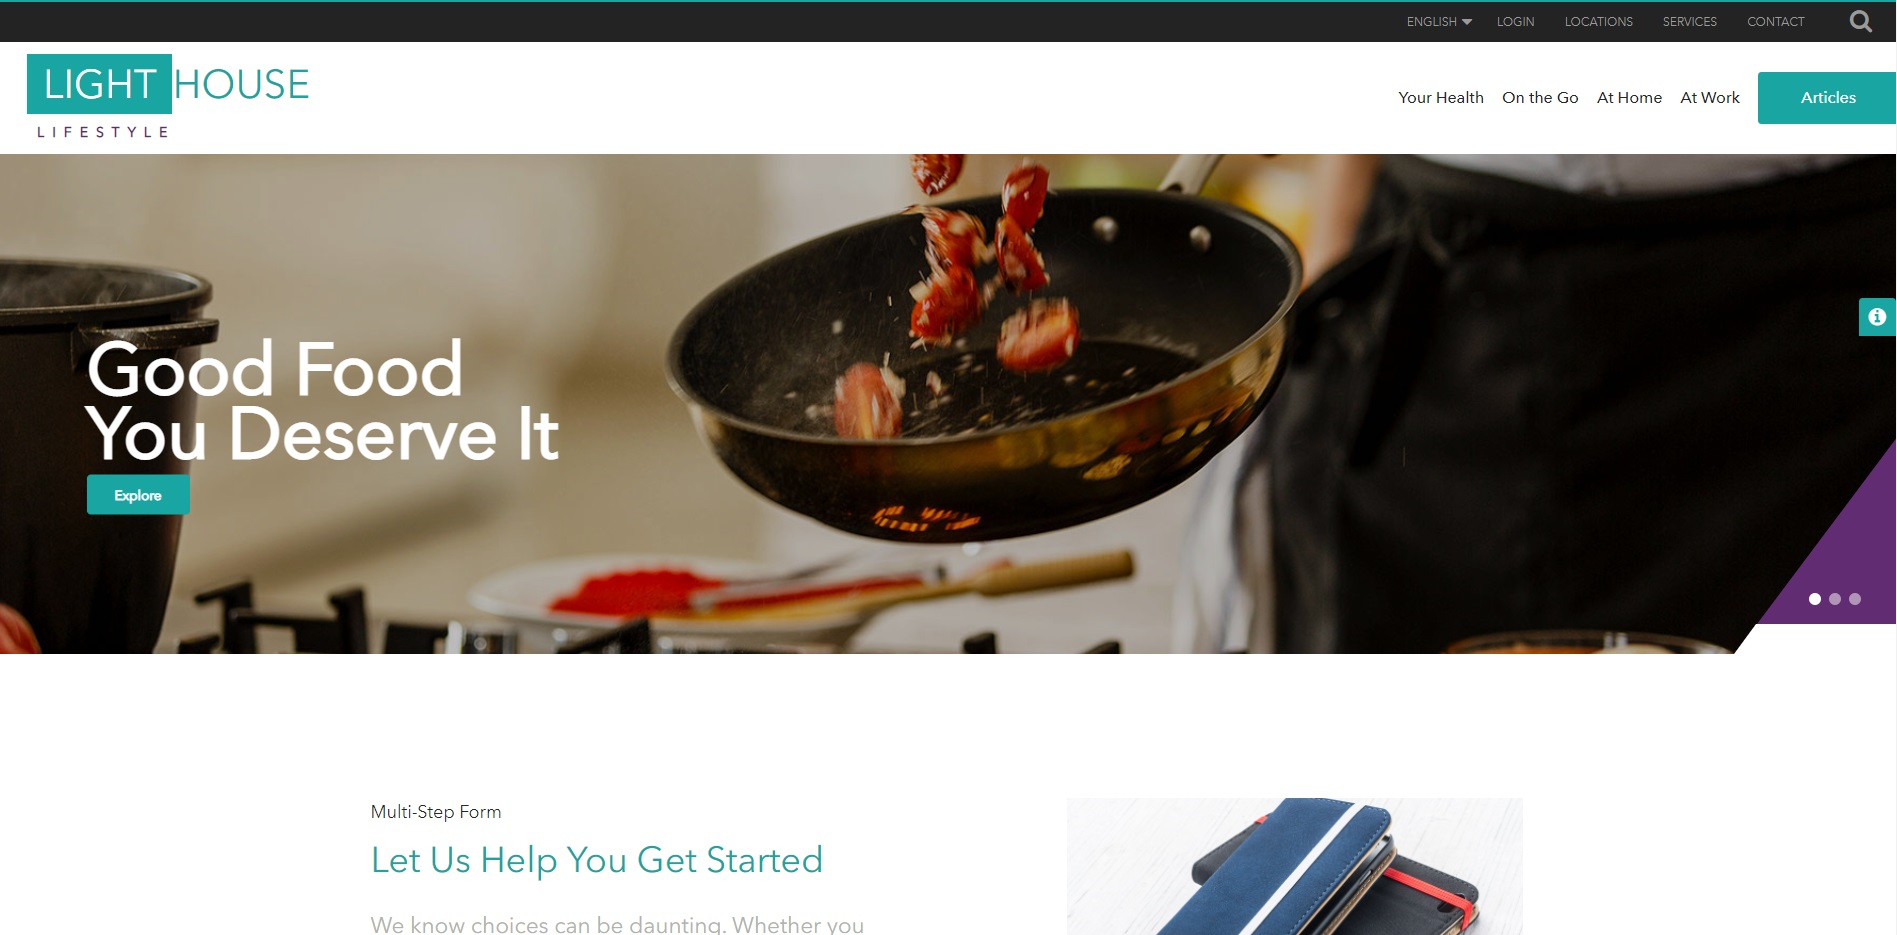 ENGLISH
LOGIN
LOCATIONS
SERVICES
CONTACT
LIGHTHOUSE
LIFESTYLE
Your Health
On the Go
At Home
At Work
Articles
Good Food
You Deserve It
Explore
Multi-Step Form
Let Us Help You Get Started
We know choices can be daunting. Whether you